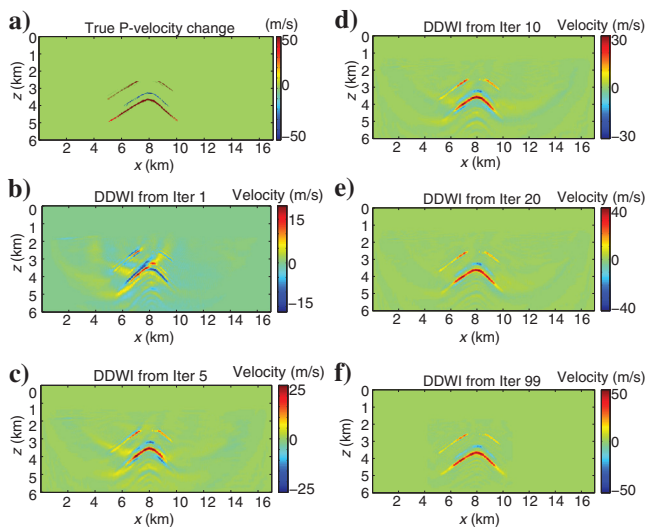 a) True P-velocity change (m/s)
50
0
−50
0
1
2
3
4
5
6
z (km)
2 4 6 8 10 12 14 16
x (km)
b) DDWI from Iter 1 Velocity (m/s)
15
0
−15
0
1
2
3
4
5
6
z (km)
2 4 6 8 10 12 14 16
x (km)
c) DDWI from Iter 5 Velocity (m/s)
25
0
−25
0
1
2
3
4
5
6
z (km)
2 4 6 8 10 12 14 16
x (km)
d) DDWI from Iter 10 Velocity (m/s)
30
0
−30
0
1
2
3
4
5
6
z (km)
2 4 6 8 10 12 14 16
x (km)
e) DDWI from Iter 20 Velocity (m/s)
40
0
−40
0
1
2
3
4
5
6
z (km)
2 4 6 8 10 12 14 16
x (km)
f) DDWI from Iter 99 Velocity (m/s)
50
0
−50
0
1
2
3
4
5
6
z (km)
2 4 6 8 10 12 14 16
x (km)